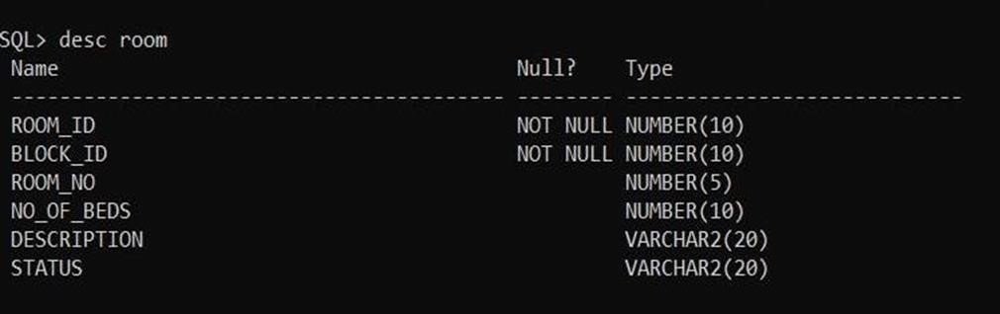 SQL> desc room
Name Null? Type
----------------------------------------- -------- ----------------------------
ROOM_ID NOT NULL NUMBER(10)
BLOCK_ID NOT NULL NUMBER(10)
ROOM_NO NUMBER(5)
NO_OF_BEDS NUMBER(10)
DESCRIPTION VARCHAR2(20)
STATUS VARCHAR2(20)